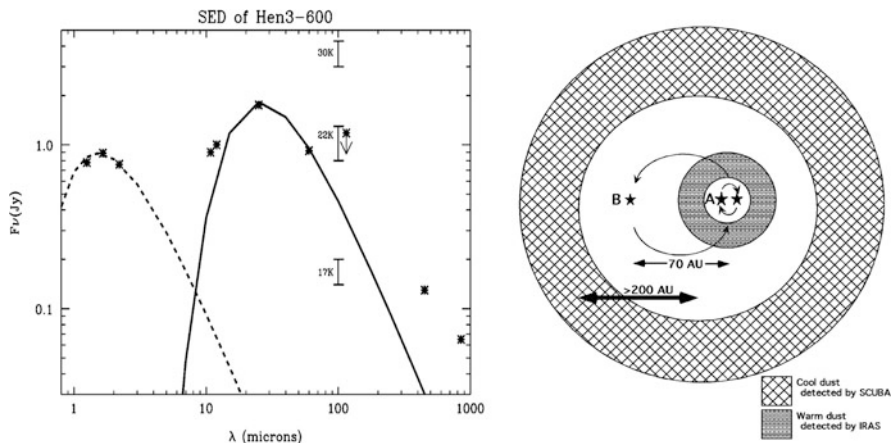 SED of Hen3-600
Fν(Jy)
1.0
0.1
30K
22K
17K
1
10
100
1000
λ (microns)
B
A
70 AU
>200 AU
Cool dust
detected by SCUBA
Warm dust
detected by IRAS